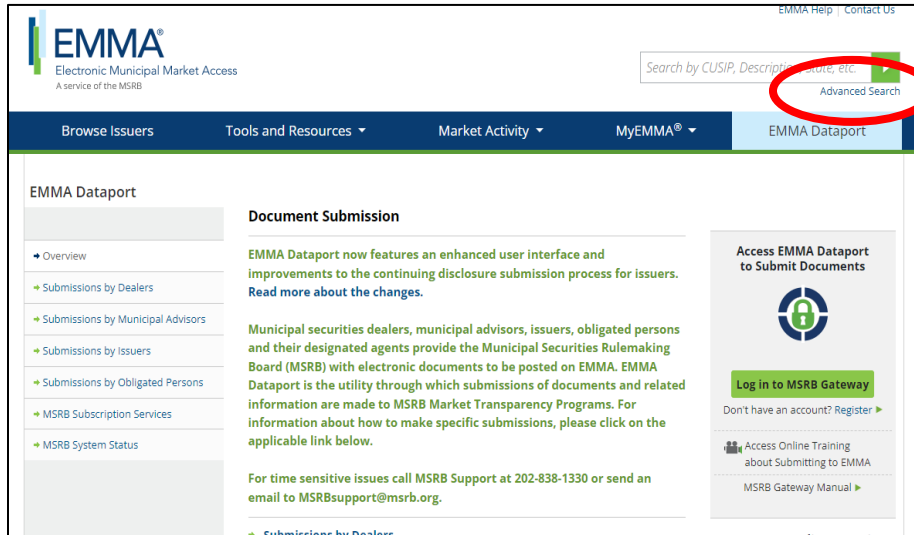 EMMA Help | Contact Us
EMMA®
Electronic Municipal Market Access
A service of the MSRB
Search by CUSIP, Description, State, etc.
Advanced Search
Browse Issuers Tools and Resources Market Activity MyEMMA® EMMA Dataport
EMMA Dataport
Overview
Submissions by Dealers
Submissions by Municipal Advisors
Submissions by Issuers
Submissions by Obligated Persons
MSRB Subscription Services
MSRB System Status
Document Submission
EMMA Dataport now features an enhanced user interface and
improvements to the continuing disclosure submission process for issuers.
Read more about the changes.
Municipal securities dealers, municipal advisors, issuers, obligated persons
and their designated agents provide the Municipal Securities Rulemaking
Board (MSRB) with electronic documents to be posted on EMMA. EMMA
Dataport is the utility through which submissions of documents and related
information are made to MSRB Market Transparency Programs. For
information about how to make specific submissions, please click on the
applicable link below.
For time sensitive issues call MSRB Support at 202-838-1330 or send an
email to MSRBsupport@msrb.org.
Submissions by Dealers
Access EMMA Dataport
to Submit Documents
Log in to MSRB Gateway
Don't have an account? Register
Access Online Training
about Submitting to EMMA
MSRB Gateway Manual